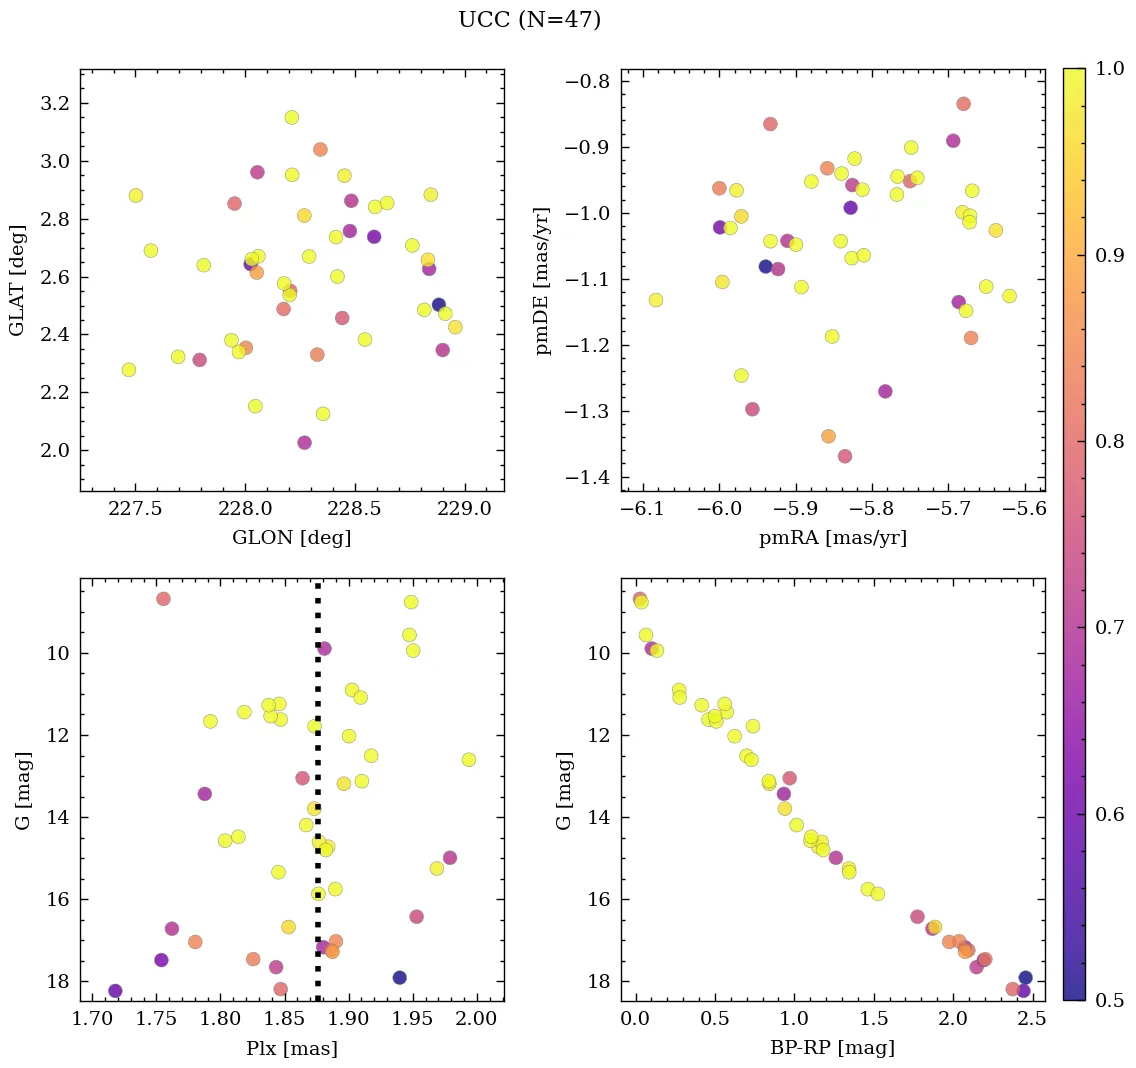 UCC (N=47)
3.2
3.0
2.8
2.6
2.4
2.2
2.0
GLAT [deg]
227.5 228.0 228.5 229.0
GLON [deg]
−0.8
−0.9
−1.0
−1.1
−1.2
−1.3
−1.4
pmDE [mas/yr]
−6.1 −6.0 −5.9 −5.8 −5.7 −5.6
pmRA [mas/yr]
10
12
14
16
18
G [mag]
1.70 1.75 1.80 1.85 1.90 1.95 2.00
Plx [mas]
10
12
14
16
18
G [mag]
0.0 0.5 1.0 1.5 2.0 2.5
BP-RP [mag]
1.0
0.9
0.8
0.7
0.6
0.5